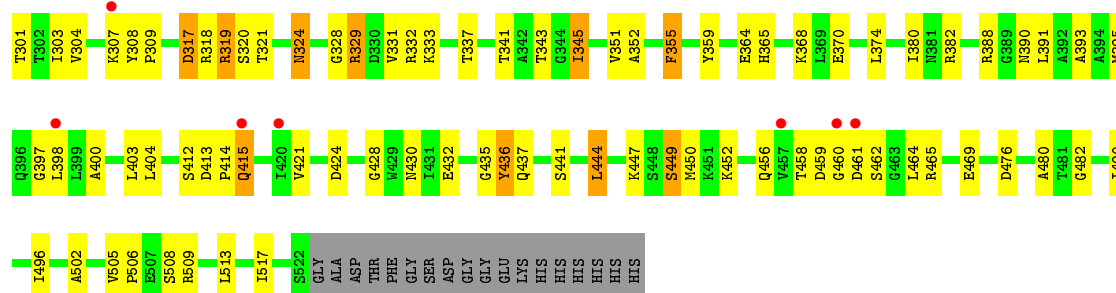 T301 T302 I303 V304 K307 Y308 P309 D317 R318 R319 S320 T321 N324 G328 R329 D330 V331 R332 K333 T337 T341 A342 T343 G344 I345 V351 A352 F355 Y359 E364 H365 K368 L369 E370 L374 I380 N381 R382 R388 G389 N390 L391 A392 A393 A394
Q396 G397 L398 L399 A400 L403 L404 S412 D413 P414 Q415 I420 V421 D424 G428 W429 N430 I431 E432 G435 Y436 Q437 S441 L444 K447 S448 S449 M450 K451 K452 Q456 V457 T458 D459 G460 D461 S462 G463 L464 R465 E469 D476 A480 T481 G482
I496 A502 V505 P506 E507 S508 R509 L513 I517 S522 GLY ALA ASP THR PHE GLY SER ASP GLY GLY GLU LYS HIS HIS HIS HIS HIS HIS